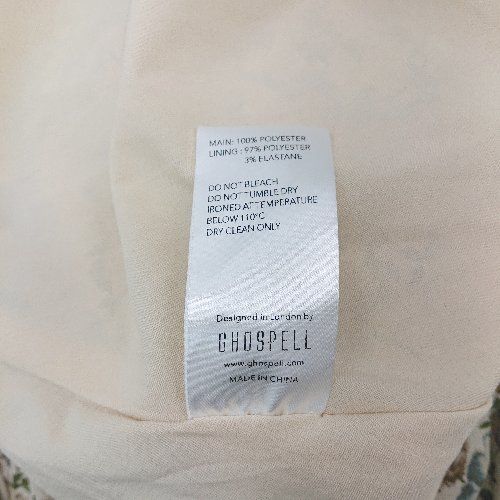 MAIN: 100% POLYESTER
LINING : 97% POLYESTER
3% ELASTANE
DO NOT BLEACH
DO NOT TUMBLE DRY
IRONED AT TEMPERATURE
BELOW 110°C
DRY CLEAN ONLY
Designed in London by
GHOSPELL
www.ghospell.com
MADE IN CHINA